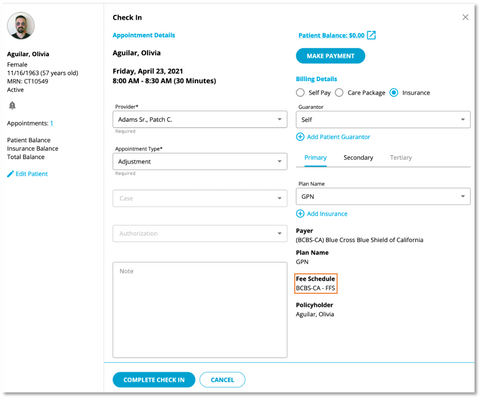 Aguilar, Olivia
Female
11/16/1963 (57 years old)
MRN: CT10549
Active
Appointments: 1
Patient Balance
Insurance Balance
Total Balance
Edit Patient
Check In
Appointment Details
Aguilar, Olivia
Friday, April 23, 2021
8:00 AM - 8:30 AM (30 Minutes)
Provider*
Adams Sr., Patch C.
Required
Appointment Type*
Adjustment
Required
Case
Authorization
Note
Patient Balance: $0.00
MAKE PAYMENT
Billing Details
Self Pay Care Package Insurance
Guarantor
Self
Add Patient Guarantor
Primary Secondary Tertiary
Plan Name
GPN
Add Insurance
Payer
(BCBS-CA) Blue Cross Blue Shield of California
Plan Name
GPN
Fee Schedule
BCBS-CA - FFS
Policyholder
Aguilar, Olivia
COMPLETE CHECK IN CANCEL